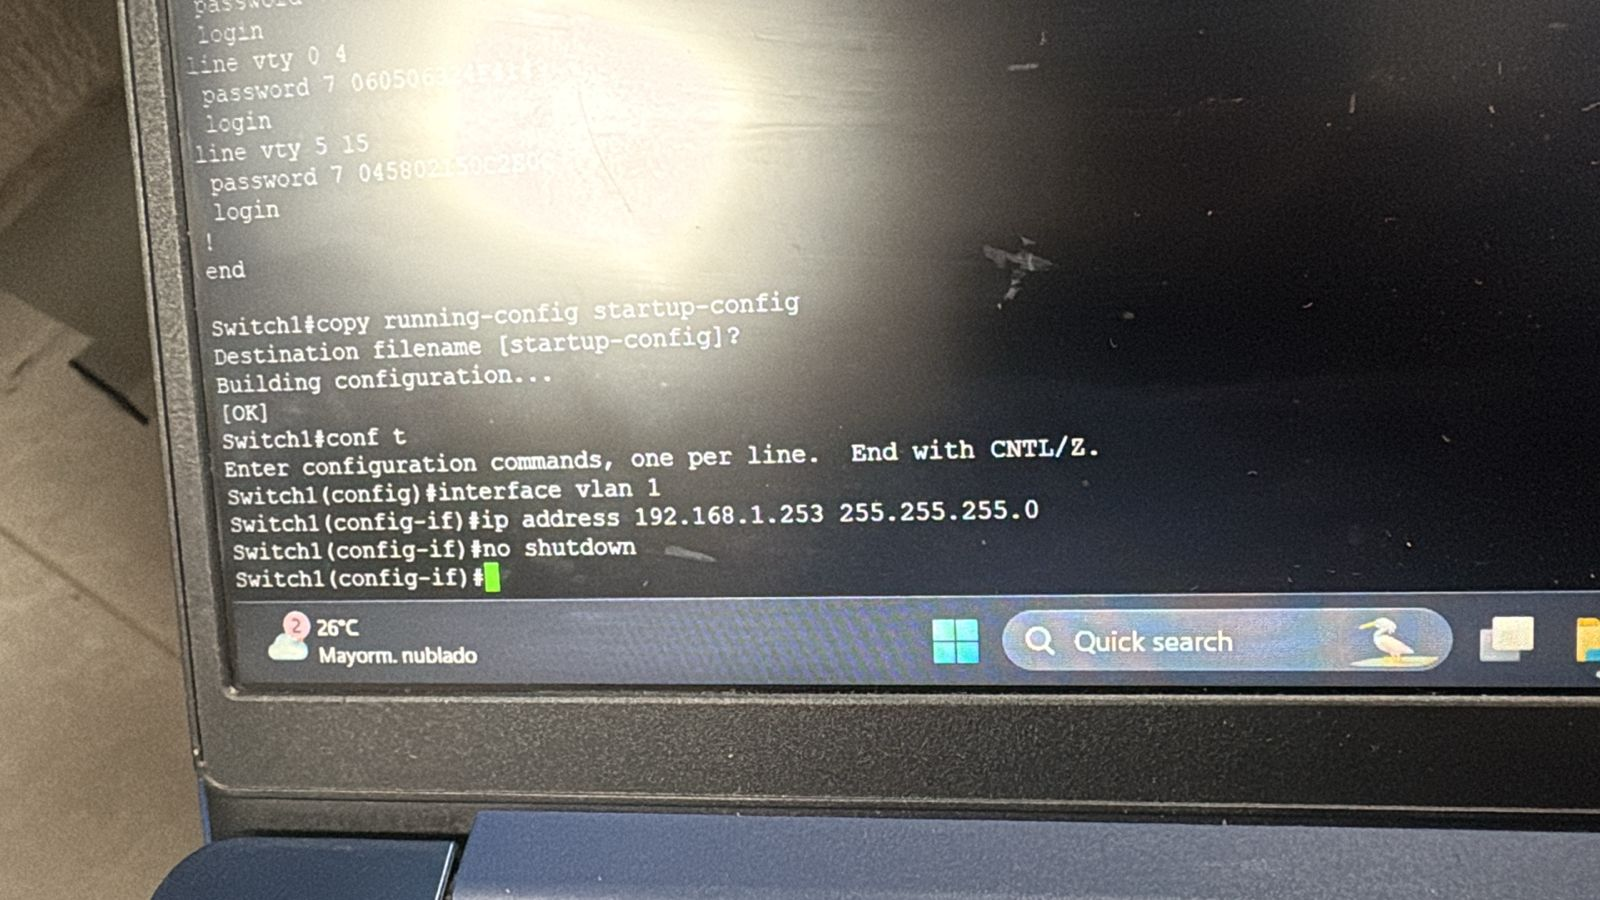 password
login
line vty 0 4
password 7
login
line vty 5 15
password 7
login
!
end
Switch1#copy running-config startup-config
Destination filename [startup-config]?
Building configuration...
[OK]
Switch1#conf t
Enter configuration commands, one per line.  End with CNTL/Z.
Switch1(config)#interface vlan 1
Switch1(config-if)#ip address 192.168.1.253 255.255.255.0
Switch1(config-if)#no shutdown
Switch1(config-if)#
2
26°C
Mayorm. nublado
Quick search